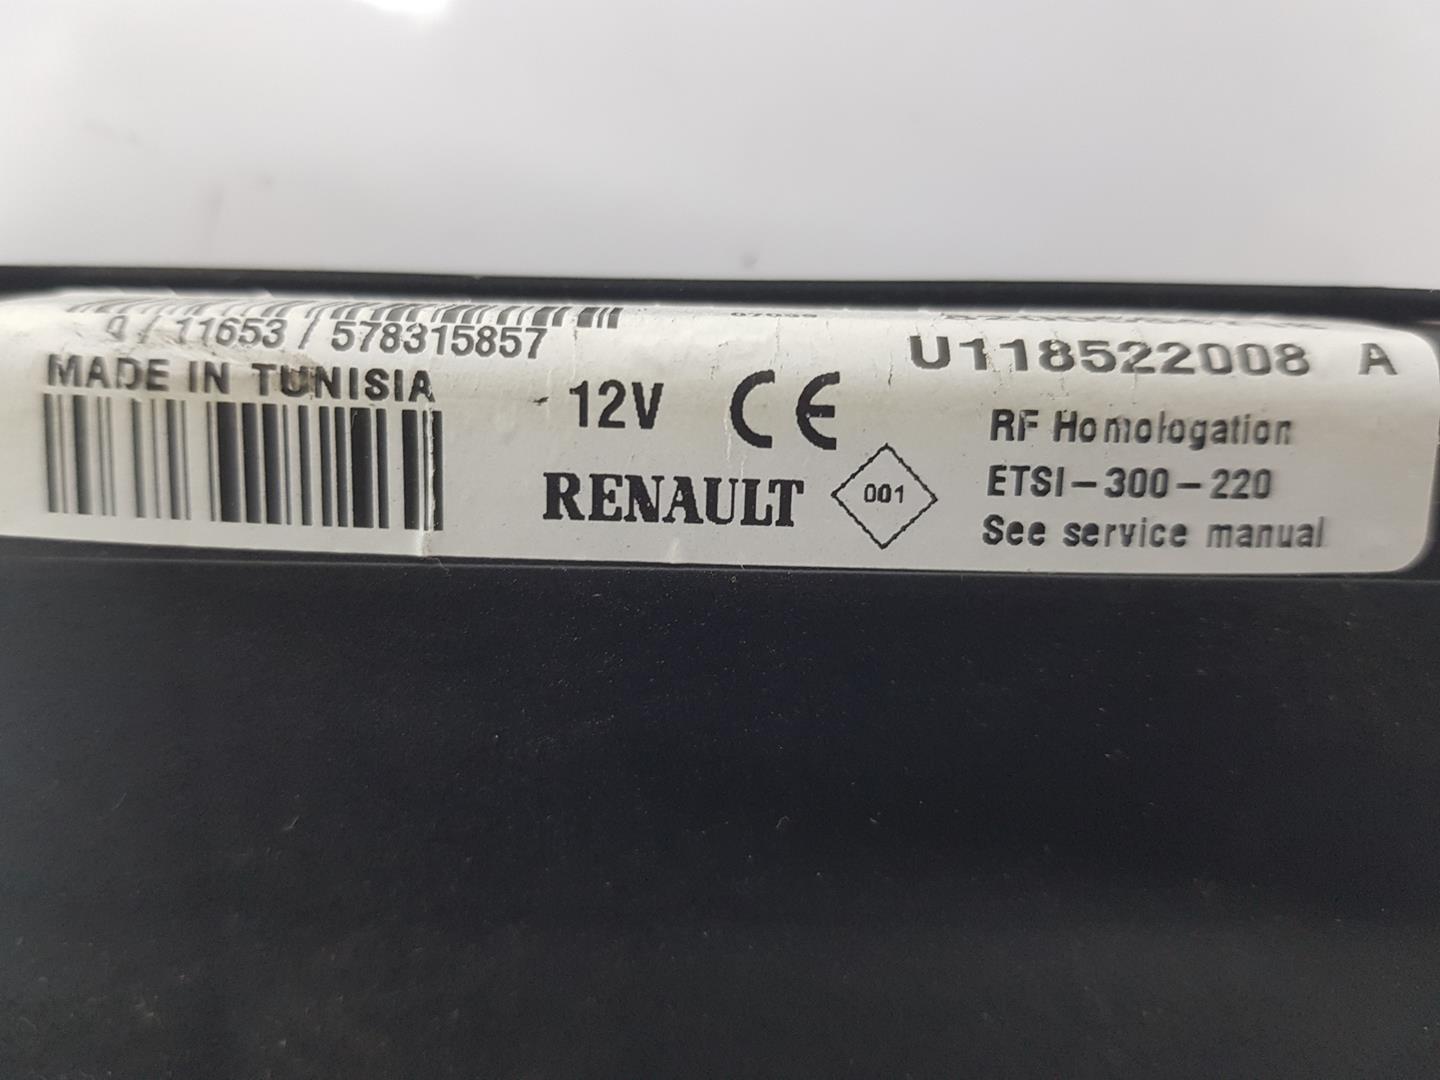 / 11653 / 578315857
MADE IN TUNISIA
12V CE
RENAULT
001
U118522008 A
RF Homologation
ETSI-300-220
See service manual